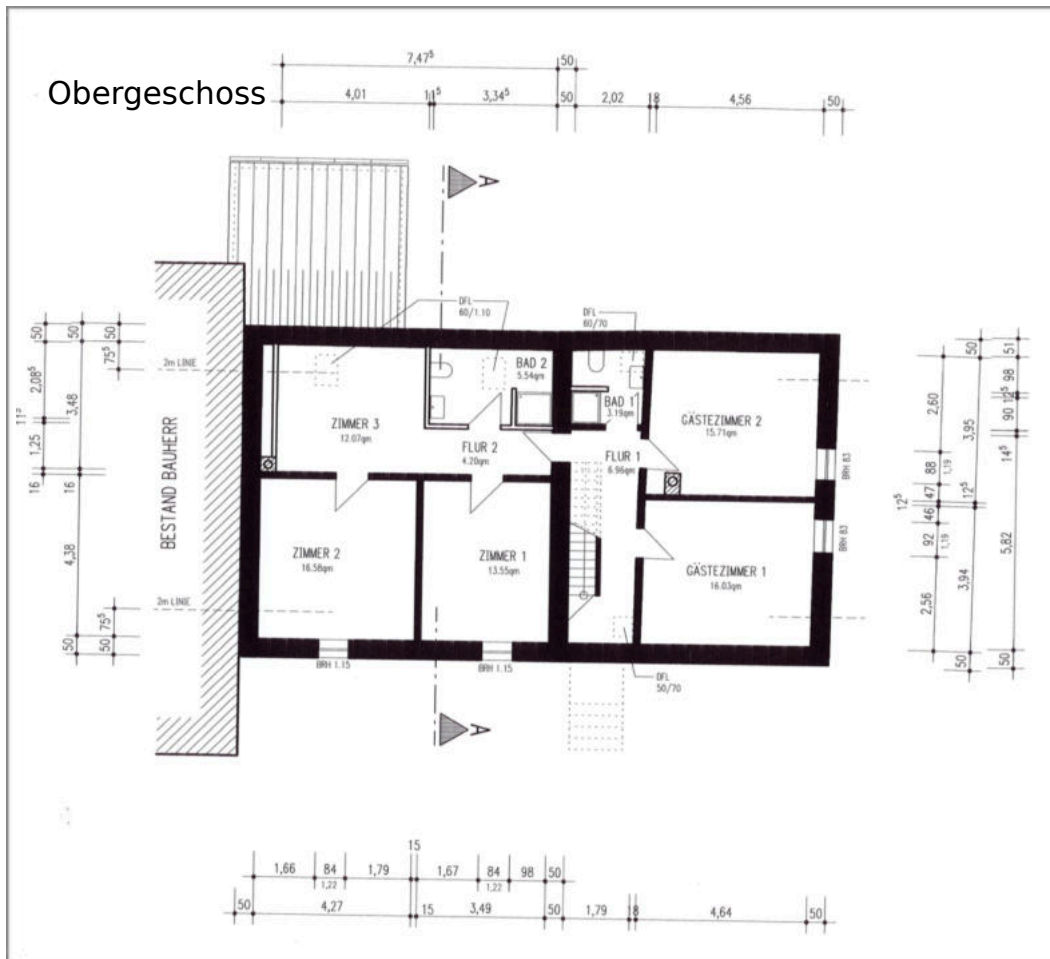 7,47⁵ 50
Obergeschoss
4,01 11⁵ 3,34⁵ 50 2,02 18 4,56 50
A
DFL
60/1.10
DFL
60/70
50 50 50
75⁵
2m LINIE
2,08⁵
3,48
11⁵
1,25
16 16
4,38
2m LINIE
75⁵
50 50
BESTAND BAUHERR
BAD 2
5.54qm
BAD 1
3.19qm
ZIMMER 3
12.07qm
GÄSTEZIMMER 2
15.71qm
FLUR 2
4.20qm
FLUR 1
6.96qm
BRH 83
ZIMMER 2
16.58qm
ZIMMER 1
13.55qm
GÄSTEZIMMER 1
16.03qm
BRH 83
BRH 1.15
BRH 1.15
DFL
50/70
A
50 51
98
2,60
3,95
12⁵
90
14⁵
88 1,19
47
12⁵
12⁵
46
92 1,19
5,82
2,56
3,94
50 50
15
1,66 84 1,79 1,67 84 98 50
1,22 1,22
50 4,27 15 3,49 50 1,79 18 4,64 50